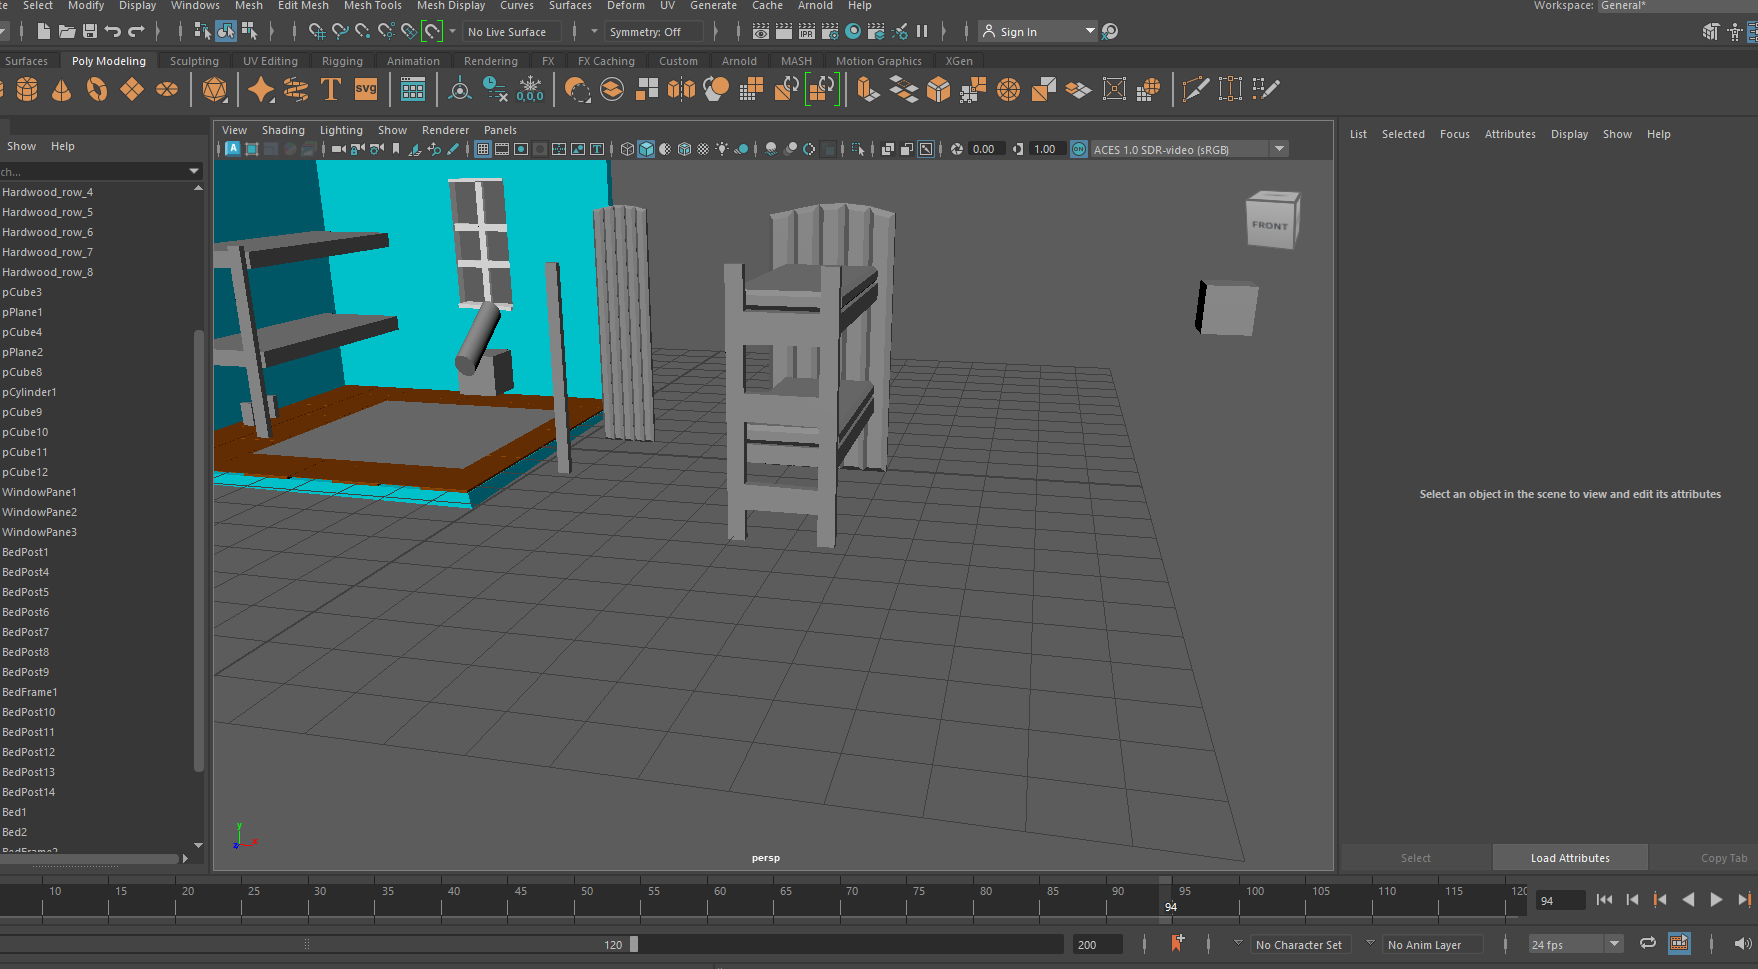 Select Modify Display Windows Mesh Edit Mesh Mesh Tools Mesh Display Curves Surfaces Deform UV Generate Cache Arnold Help Workspace: General*
No Live Surface Symmetry: Off Sign In
Surfaces Poly Modeling Sculpting UV Editing Rigging Animation Rendering FX FX Caching Custom Arnold MASH Motion Graphics XGen
T SVG 0,0,0
View Shading Lighting Show Renderer Panels
List Selected Focus Attributes Display Show Help
Show Help
0.00 1.00 ON ACES 1.0 SDR-video (sRGB)
ch...
Hardwood_row_4
Hardwood_row_5
Hardwood_row_6
Hardwood_row_7
Hardwood_row_8
pCube3
pPlane1
pCube4
pPlane2
pCube8
pCylinder1
pCube9
pCube10
pCube11
pCube12
WindowPane1
WindowPane2
WindowPane3
BedPost1
BedPost4
BedPost5
BedPost6
BedPost7
BedPost8
BedPost9
BedFrame1
BedPost10
BedPost11
BedPost12
BedPost13
BedPost14
Bed1
Bed2
BedFrame2
FRONT
Select an object in the scene to view and edit its attributes
y
z x
persp
Select Load Attributes Copy Tab
10 15 20 25 30 35 40 45 50 55 60 65 70 75 80 85 90 95 100 105 110 115 120
94 94
120 200 No Character Set No Anim Layer 24 fps